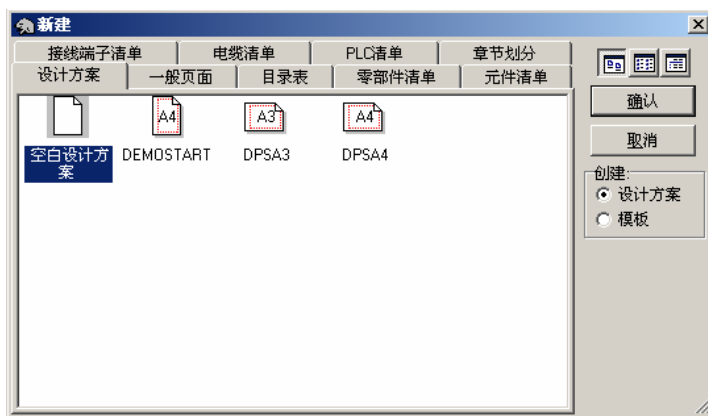 新建
接线端子清单 电缆清单 PLC清单 章节划分
设计方案 一般页面 目录表 零部件清单 元件清单
A4 A3 A4
空白设计方案 DEMOSTART DPSA3 DPSA4
确认
取消
创建:
设计方案
模板